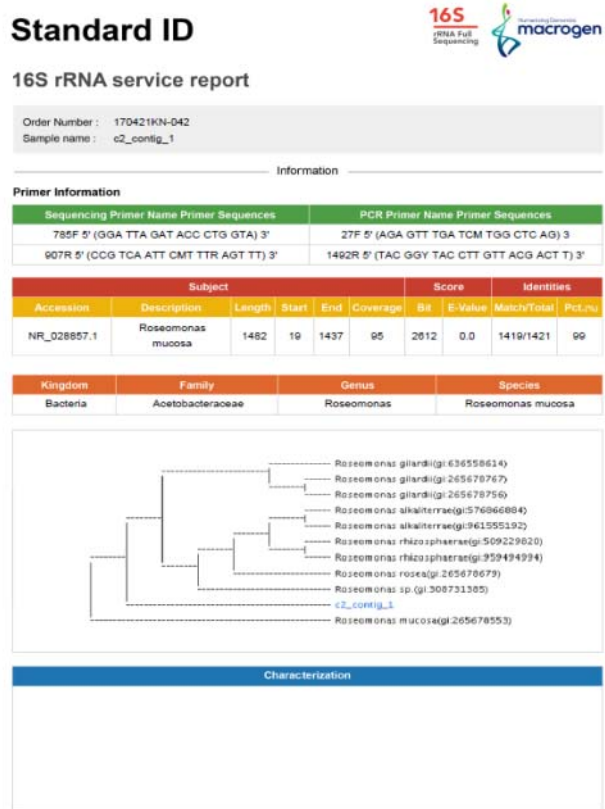 Standard ID
16S
rRNA Full
Sequencing
Humanizing Genomics
macrogen
16S rRNA service report
Order Number : 170421KN-042
Sample name : c2_contig_1
Information
Primer Information
Sequencing Primer Name Primer Sequences PCR Primer Name Primer Sequences
785F 5' (GGA TTA GAT ACC CTG GTA) 3' 27F 5' (AGA GTT TGA TCM TGG CTC AG) 3
907R 5' (CCG TCA ATT CMT TTR AGT TT) 3' 1492R 5' (TAC GGY TAC CTT GTT ACG ACT T) 3'
Subject Score Identities
Accession Description Length Start End Coverage Bit E-Value Match/Total Pct.(%)
NR_028857.1 Roseomonas mucosa 1482 19 1437 95 2612 0.0 1419/1421 99
Kingdom Family Genus Species
Bacteria Acetobacteraceae Roseomonas Roseomonas mucosa
Roseomonas gilardii(gi:636558614)
Roseomonas gilardii(gi:265678767)
Roseomonas gilardii(gi:265678756)
Roseomonas alkaliterrae(gi:576866884)
Roseomonas alkaliterrae(gi:961555192)
Roseomonas rhizosphaerae(gi:509229820)
Roseomonas rhizosphaerae(gi:959494994)
Roseomonas rosea(gi:265678679)
Roseomonas sp.(gi:308731385)
c2_contig_1
Roseomonas mucosa(gi:265678553)
Characterization